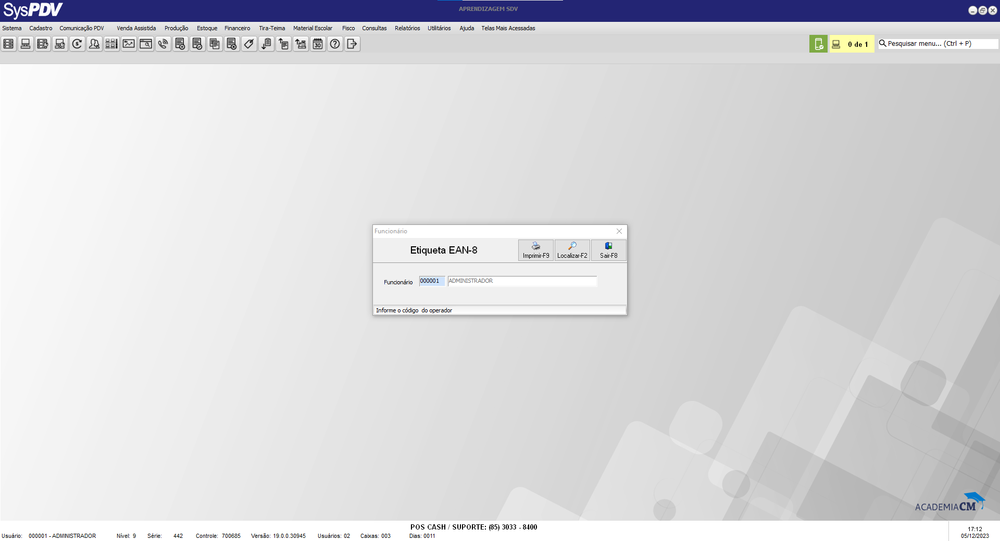 SysPDV
APRENDIZAGEM SDV
Sistema Cadastro Comunicação PDV Venda Assistida Produção Estoque Financeiro Tira-Teima Material Escolar Fisco Consultas Relatórios Utilitários Ajuda Telas Mais Acessadas
30
0 de 1
Pesquisar menu... (Ctrl + P)
Funcionário
Etiqueta EAN-8
Imprimir-F9 Localizar-F2 Sair-F8
Funcionário 000001 ADMINISTRADOR
Informe o código do operador
ACADEMIACM
POS CASH / SUPORTE: (85) 3033 - 8400
Usuário: 000001 - ADMINISTRADOR Nível: 9 Série: 442 Controle: 700685 Versão: 19.0.0.30945 Usuários: 02 Caixas: 003 Dias: 0011
17:12
05/12/2023